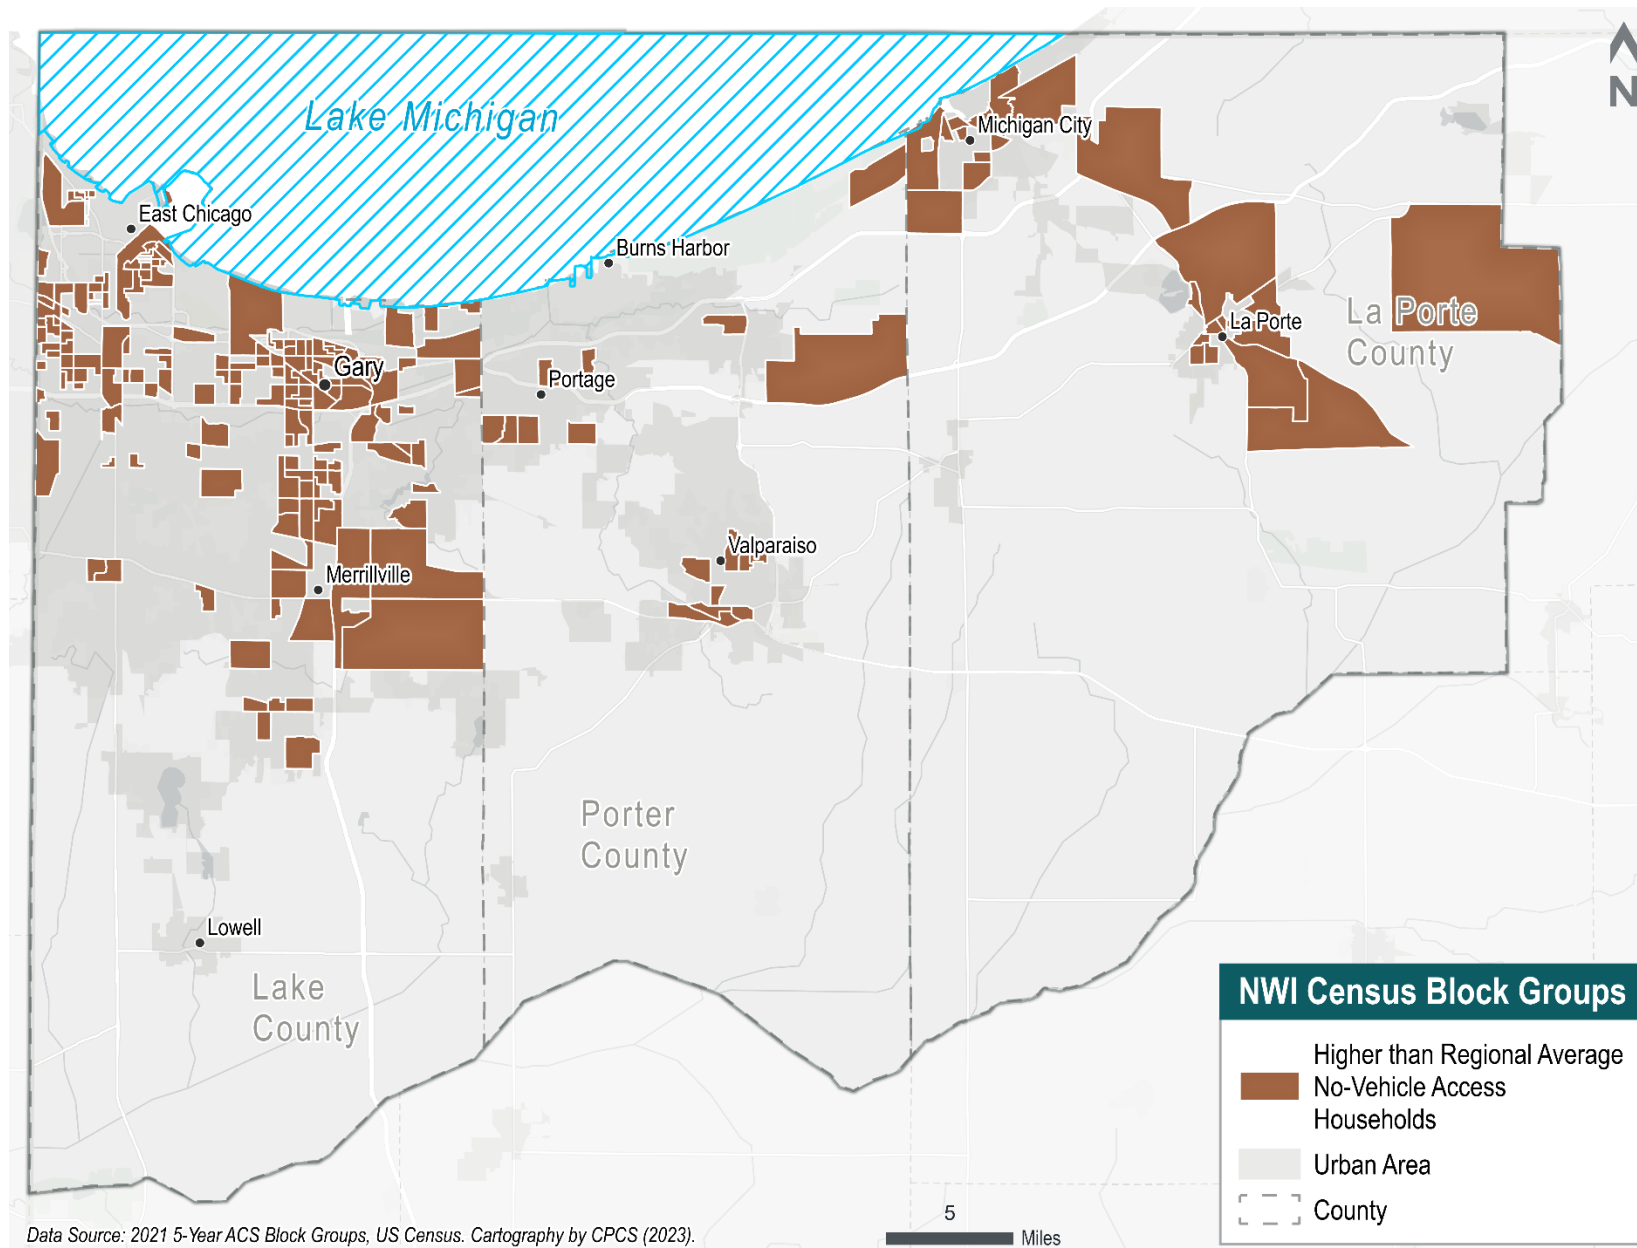 N
Lake Michigan
Michigan City
East Chicago
Burns Harbor
La Porte
La Porte
County
Gary
Portage
Valparaiso
Merrillville
Porter
County
Lowell
Lake
County
NWI Census Block Groups
Higher than Regional Average
No-Vehicle Access
Households
Urban Area
County
5
Miles
Data Source: 2021 5-Year ACS Block Groups, US Census. Cartography by CPCS (2023).